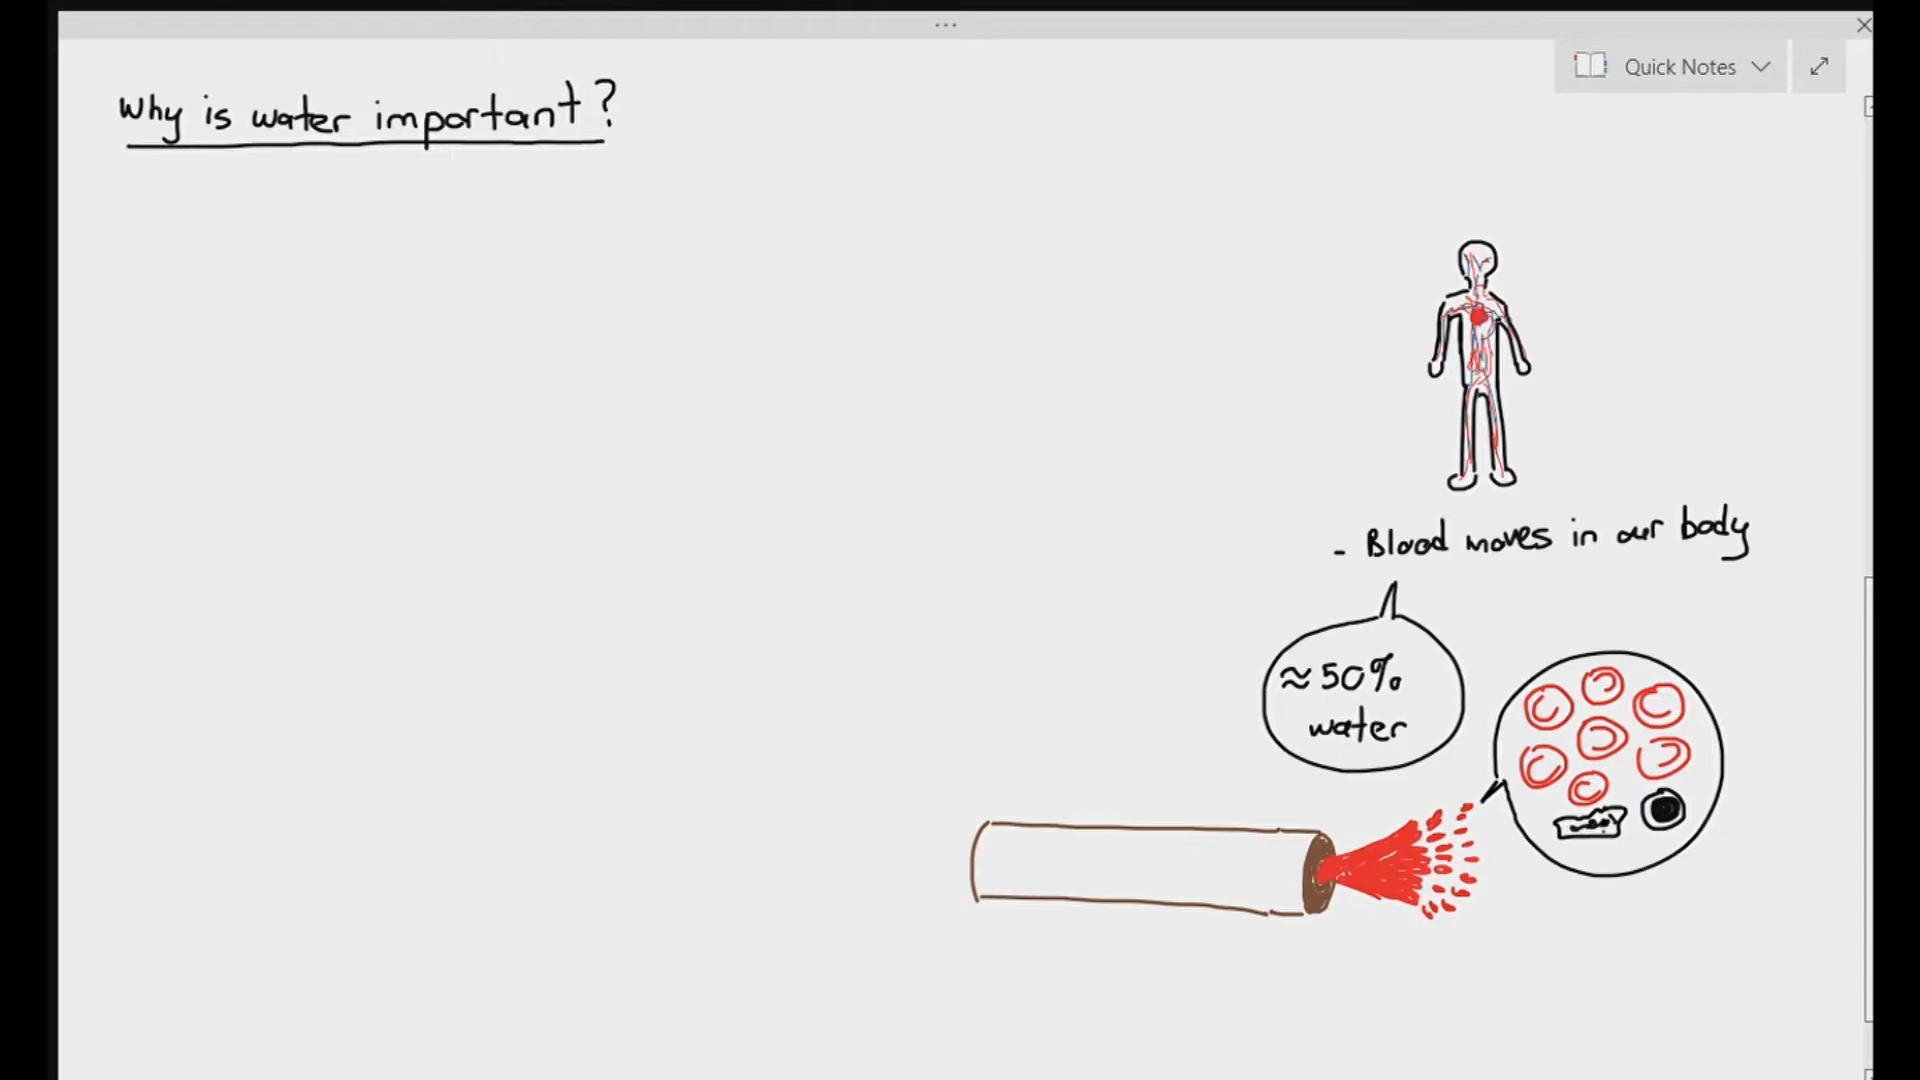 Quick Notes
Why is water important?
- Blood moves in our body
≈ 50%
water